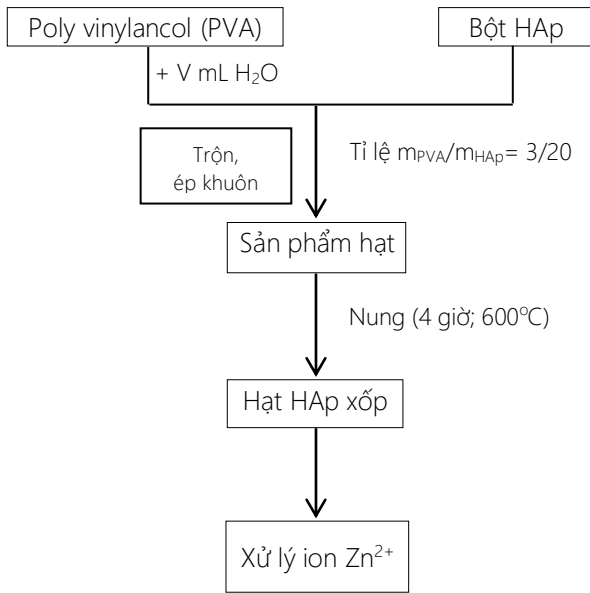 Poly vinylancol (PVA)
Bột HAp
+ V mL H₂O
Trộn,
ép khuôn
Tỉ lệ mPVA/mHAp= 3/20
Sản phẩm hạt
Nung (4 giờ; 600ºC)
Hạt HAp xốp
Xử lý ion Zn²⁺